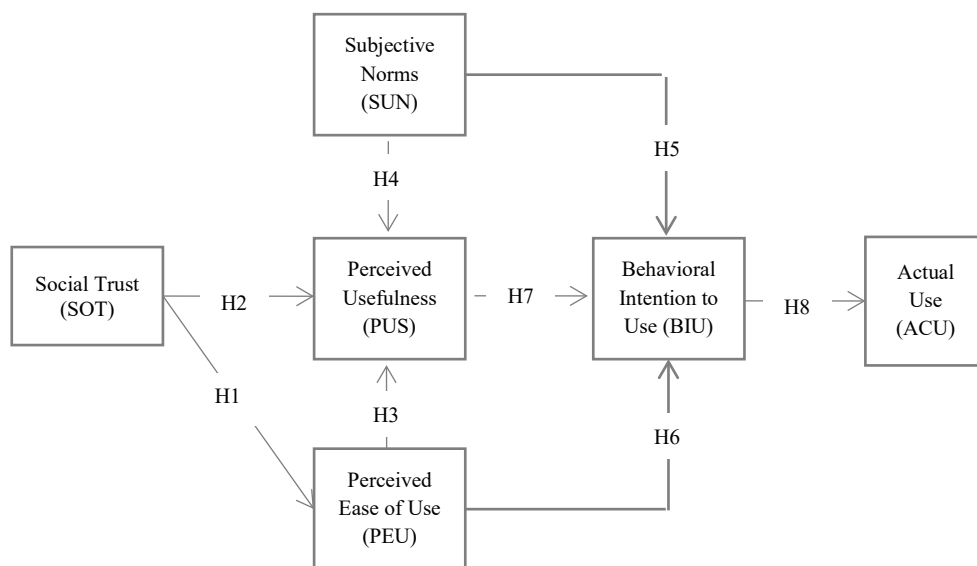 Subjective
Norms
(SUN)
H5
H4
Social Trust
(SOT)
H2
Perceived
Usefulness
(PUS)
H7
Behavioral
Intention to
Use (BIU)
H8
Actual
Use
(ACU)
H1
H3
H6
Perceived
Ease of Use
(PEU)